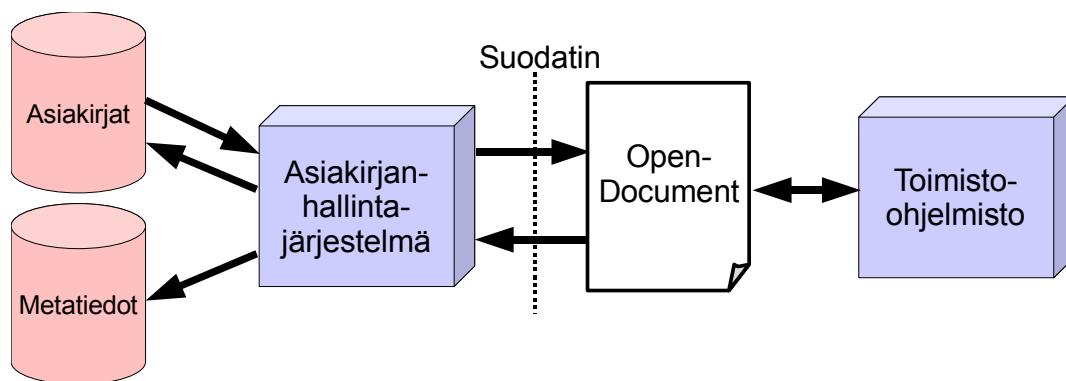 Suodatin
Asiakirjat
Asiakirjan-
hallinta-
järjestelmä
Open-
Document
Toimisto-
ohjelmisto
Metatiedot